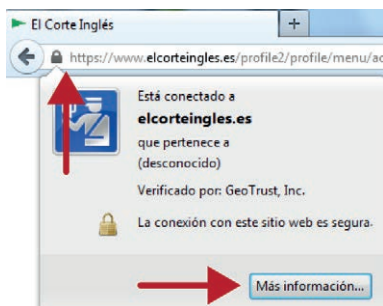 El Corte Inglés
https://www.elcorteingles.es/profile2/profile/menu/ac
Está conectado a
elcorteingles.es
que pertenece a
(desconocido)
Verificado por: GeoTrust, Inc.
La conexión con este sitio web es segura.
Más información...